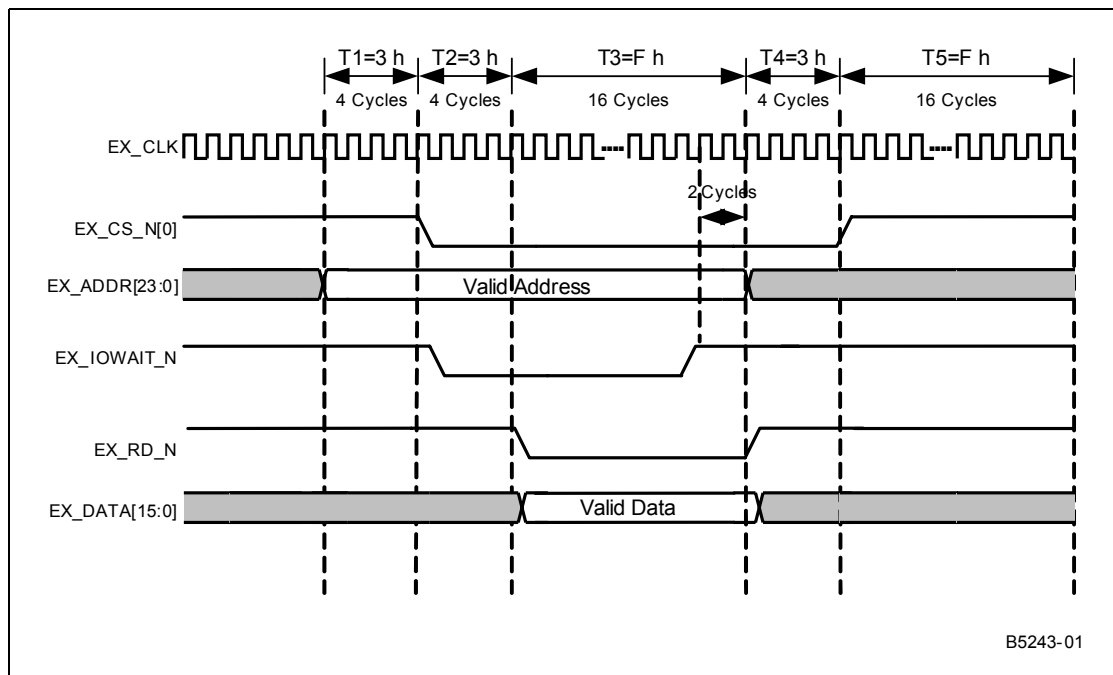 T1=3 h T2=3 h T3=F h T4=3 h T5=F h
4 Cycles 4 Cycles 16 Cycles 4 Cycles 16 Cycles
EX_CLK
2 Cycles
EX_CS_N[0]
EX_ADDR[23:0] Valid Address
EX_IOWAIT_N
EX_RD_N
EX_DATA[15:0] Valid Data
B5243-01